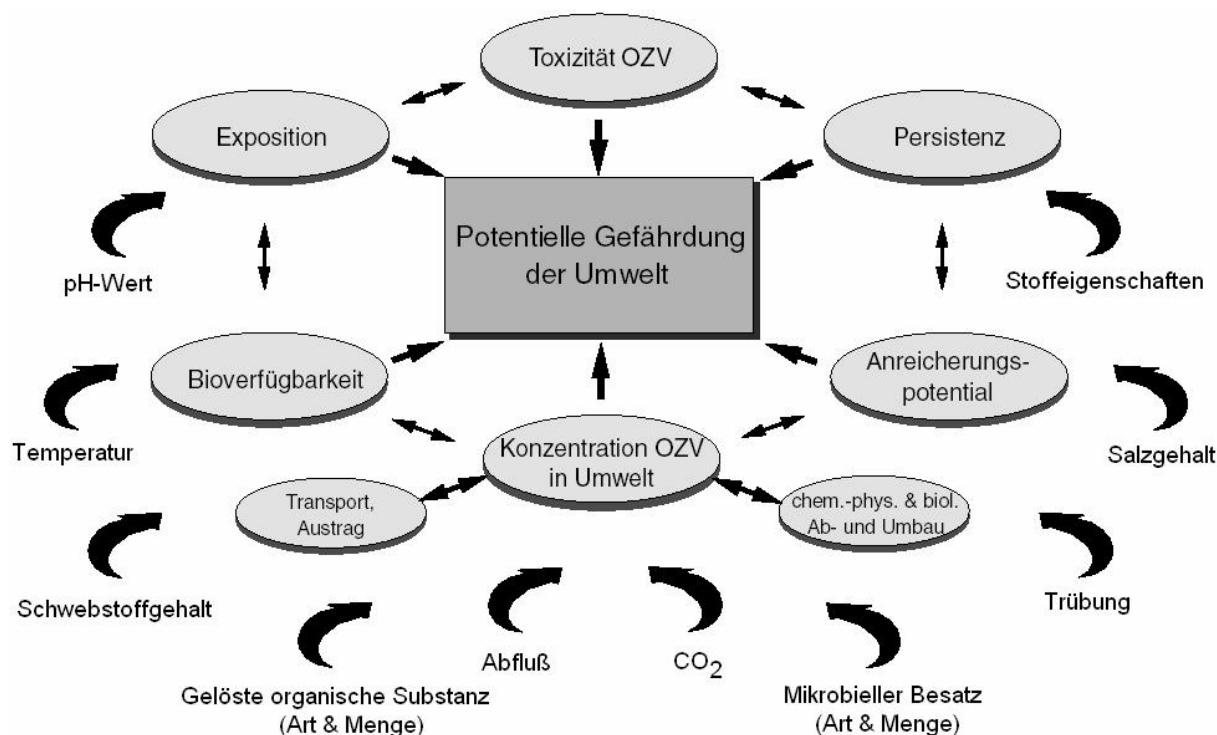 Toxizität OZV
Exposition
Persistenz
Potentielle Gefährdung
der Umwelt
pH-Wert
Stoffeigenschaften
Bioverfügbarkeit
Anreicherungs-
potential
Temperatur
Konzentration OZV
in Umwelt
Salzgehalt
Transport,
Austrag
chem.-phys. & biol.
Ab- und Umbau
Schwebstoffgehalt
Trübung
Abfluß
CO2
Gelöste organische Substanz
(Art & Menge)
Mikrobieller Besatz
(Art & Menge)